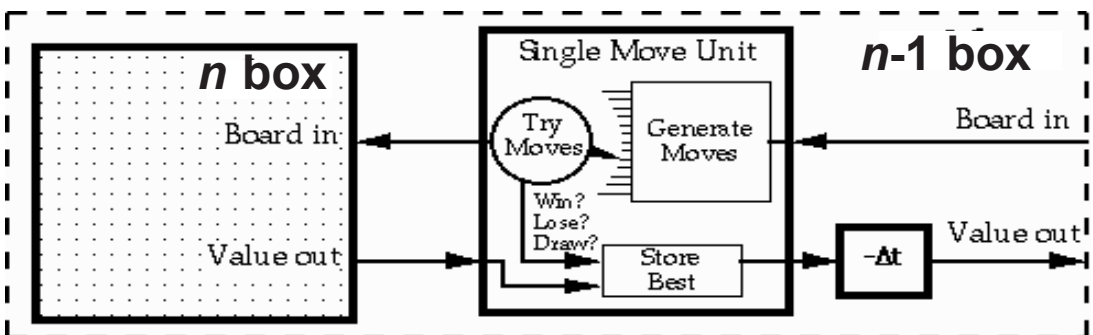 n box
Board in
Value out
Single Move Unit
Try
Moves
Generate
Moves
Win?
Lose?
Draw?
Store
Best
n-1 box
Board in
Value out
-Δt